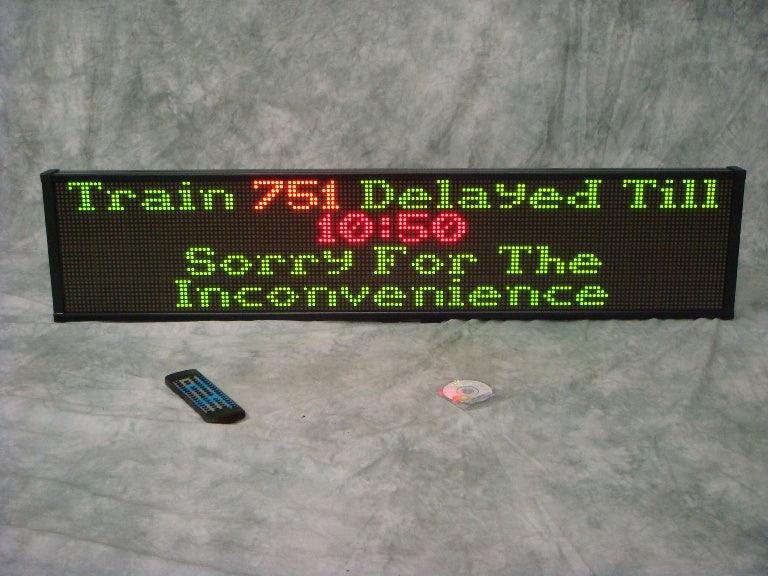 Train 751 Delayed Till
10:50
Sorry For The
Inconvenience